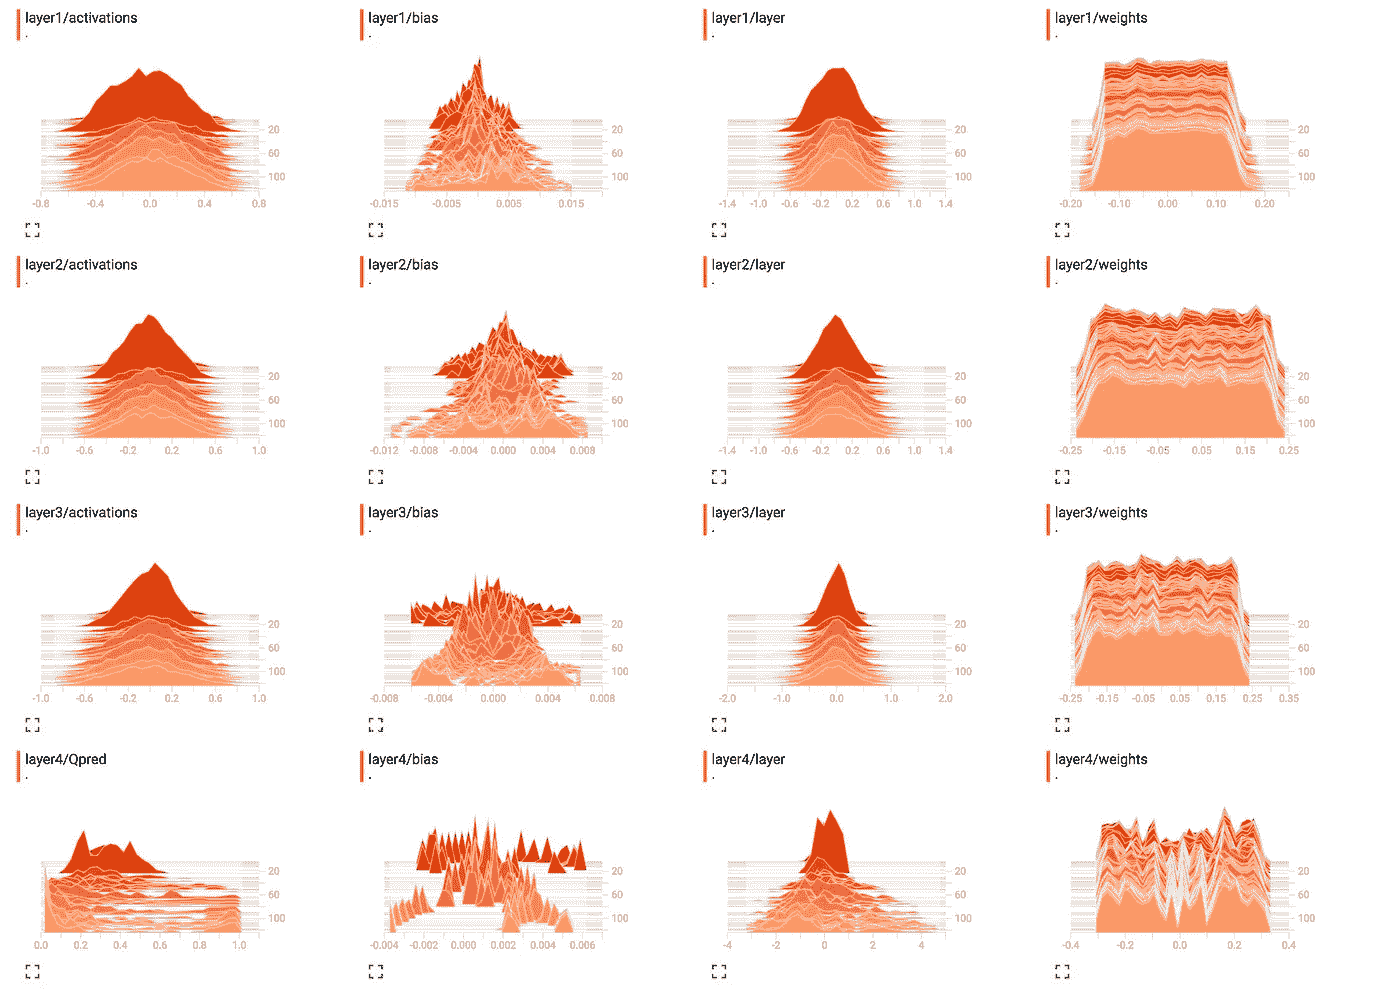 layer1/activations layer1/bias layer1/layer layer1/weights
. . . .
20 20 20 20
60 60 60 60
100 100 100 100
-0.8 -0.4 0.0 0.4 0.8 -0.015 -0.005 0.005 0.015 -1.4 -1.0 -0.6 -0.2 0.2 0.6 1.0 1.4 -0.20 -0.10 0.00 0.10 0.20
layer2/activations layer2/bias layer2/layer layer2/weights
. . . .
20 20 20 20
60 60 60 60
100 100 100 100
-1.0 -0.6 -0.2 0.2 0.6 1.0 -0.012 -0.008 -0.004 0.000 0.004 0.008 -1.4 -1.0 -0.6 -0.2 0.2 0.6 1.0 1.4 -0.25 -0.15 -0.05 0.05 0.15 0.25
layer3/activations layer3/bias layer3/layer layer3/weights
. . . .
20 20 20 20
60 60 60 60
100 100 100 100
-1.0 -0.6 -0.2 0.2 0.6 1.0 -0.008 -0.004 0.000 0.004 0.008 -2.0 -1.0 0.0 1.0 2.0 -0.25 -0.15 -0.05 0.05 0.15 0.25 0.35
layer4/Qpred layer4/bias layer4/layer layer4/weights
. . . .
20 20 20 20
60 60 60 60
100 100 100 100
0.0 0.2 0.4 0.6 0.8 1.0 -0.004 -0.002 0.000 0.002 0.004 0.006 -4 -2 0 2 4 -0.4 -0.2 0.0 0.2 0.4